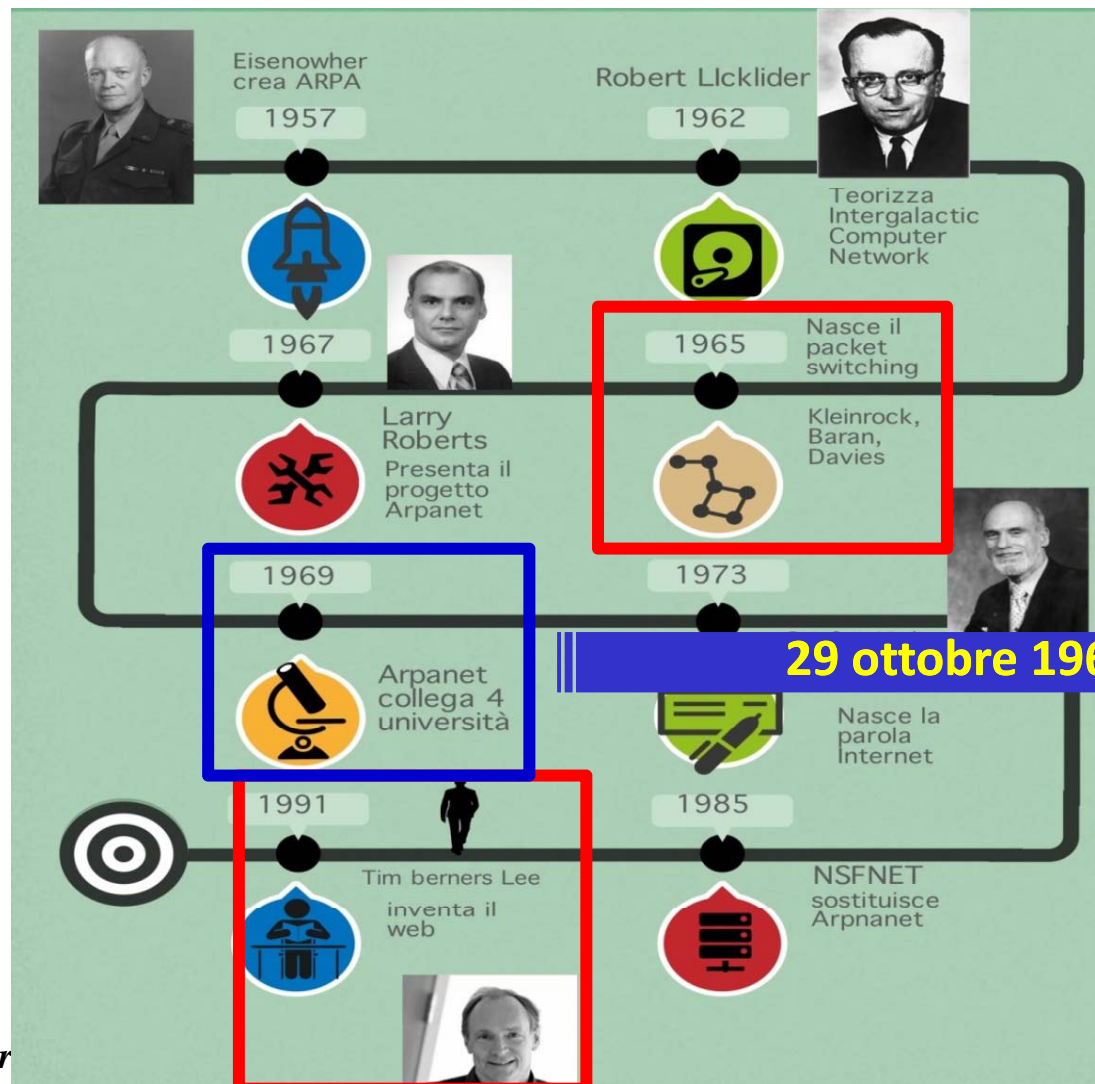 Eisenowher
crea ARPA
1957
Robert LIcklider
1962
Teorizza
Intergalactic
Computer
Network
1965
Nasce il
packet
switching
Kleinrock,
Baran,
Davies
1967
Larry
Roberts
Presenta il
progetto
Arpanet
1969
Arpanet
collega 4
università
1973
29 ottobre 196
Nasce la
parola
Internet
1985
NSFNET
sostituisce
Arpnanet
1991
Tim berners Lee
inventa il
web
r